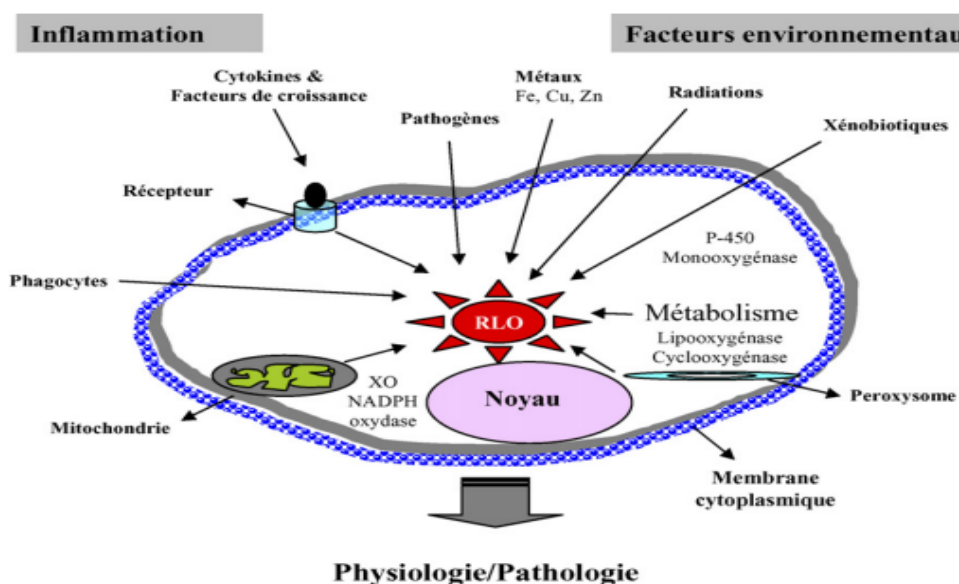 Inflammation
Facteurs environnementau
Cytokines &
Facteurs de croissance
Métaux
Fe, Cu, Zn
Radiations
Pathogènes
Xénobiotiques
Récepteur
P-450
Monooxygénase
Phagocytes
RLO
Métabolisme
Lipooxygénase
Cyclooxygénase
XO
NADPH
oxydase
Noyau
Peroxysome
Mitochondrie
Membrane
cytoplasmique
Physiologie/Pathologie